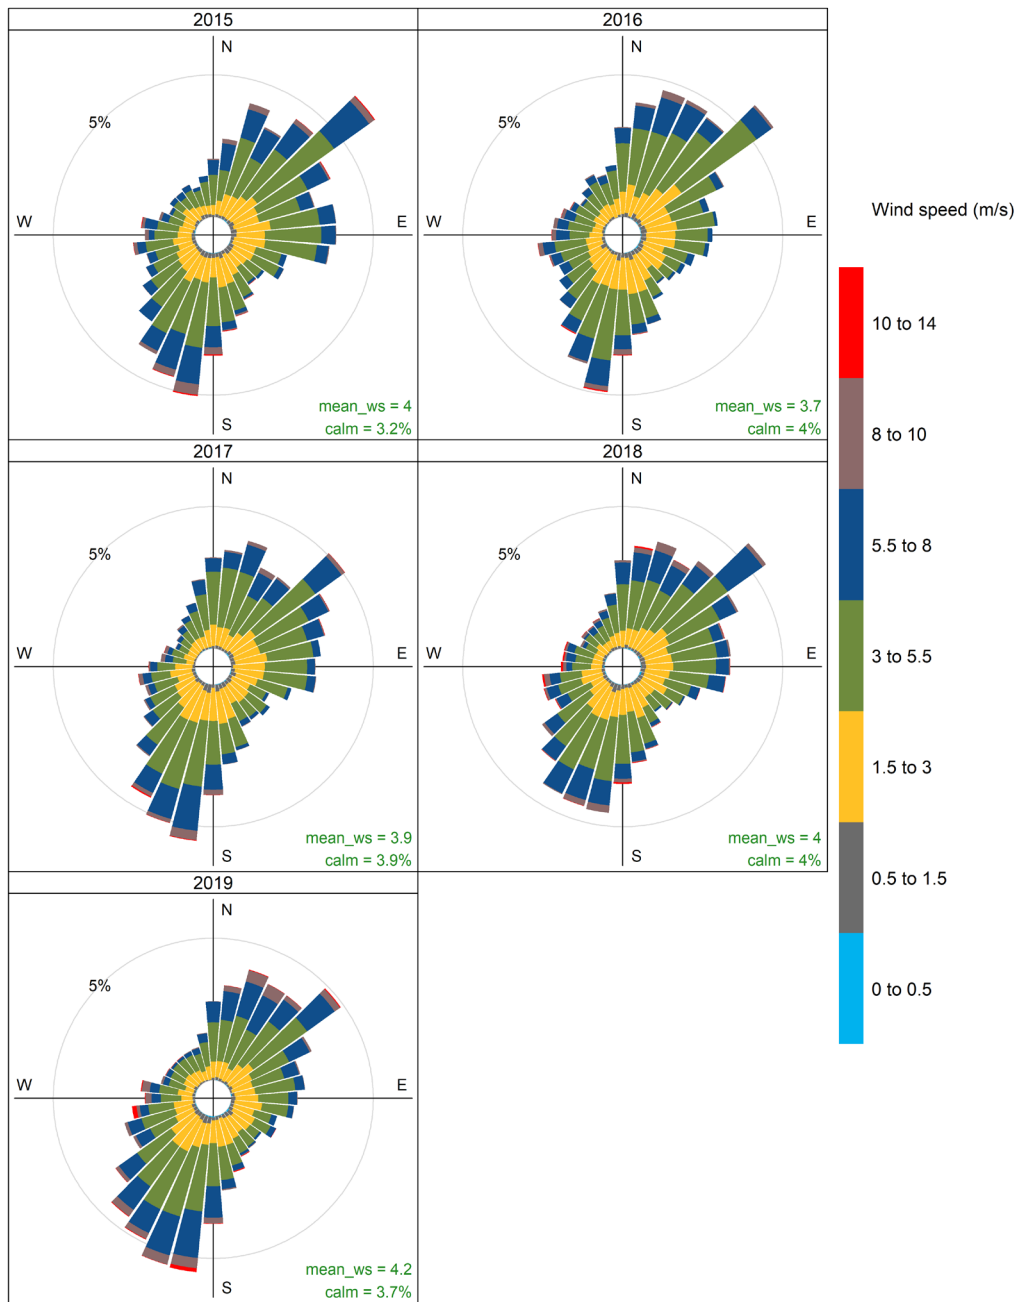 2015
N
5%
W
E
S
mean_ws = 4
calm = 3.2%
2016
N
5%
W
E
S
mean_ws = 3.7
calm = 4%
2017
N
5%
W
E
S
mean_ws = 3.9
calm = 3.9%
2018
N
5%
W
E
S
mean_ws = 4
calm = 4%
2019
N
5%
W
E
S
mean_ws = 4.2
calm = 3.7%
Wind speed (m/s)
10 to 14
8 to 10
5.5 to 8
3 to 5.5
1.5 to 3
0.5 to 1.5
0 to 0.5